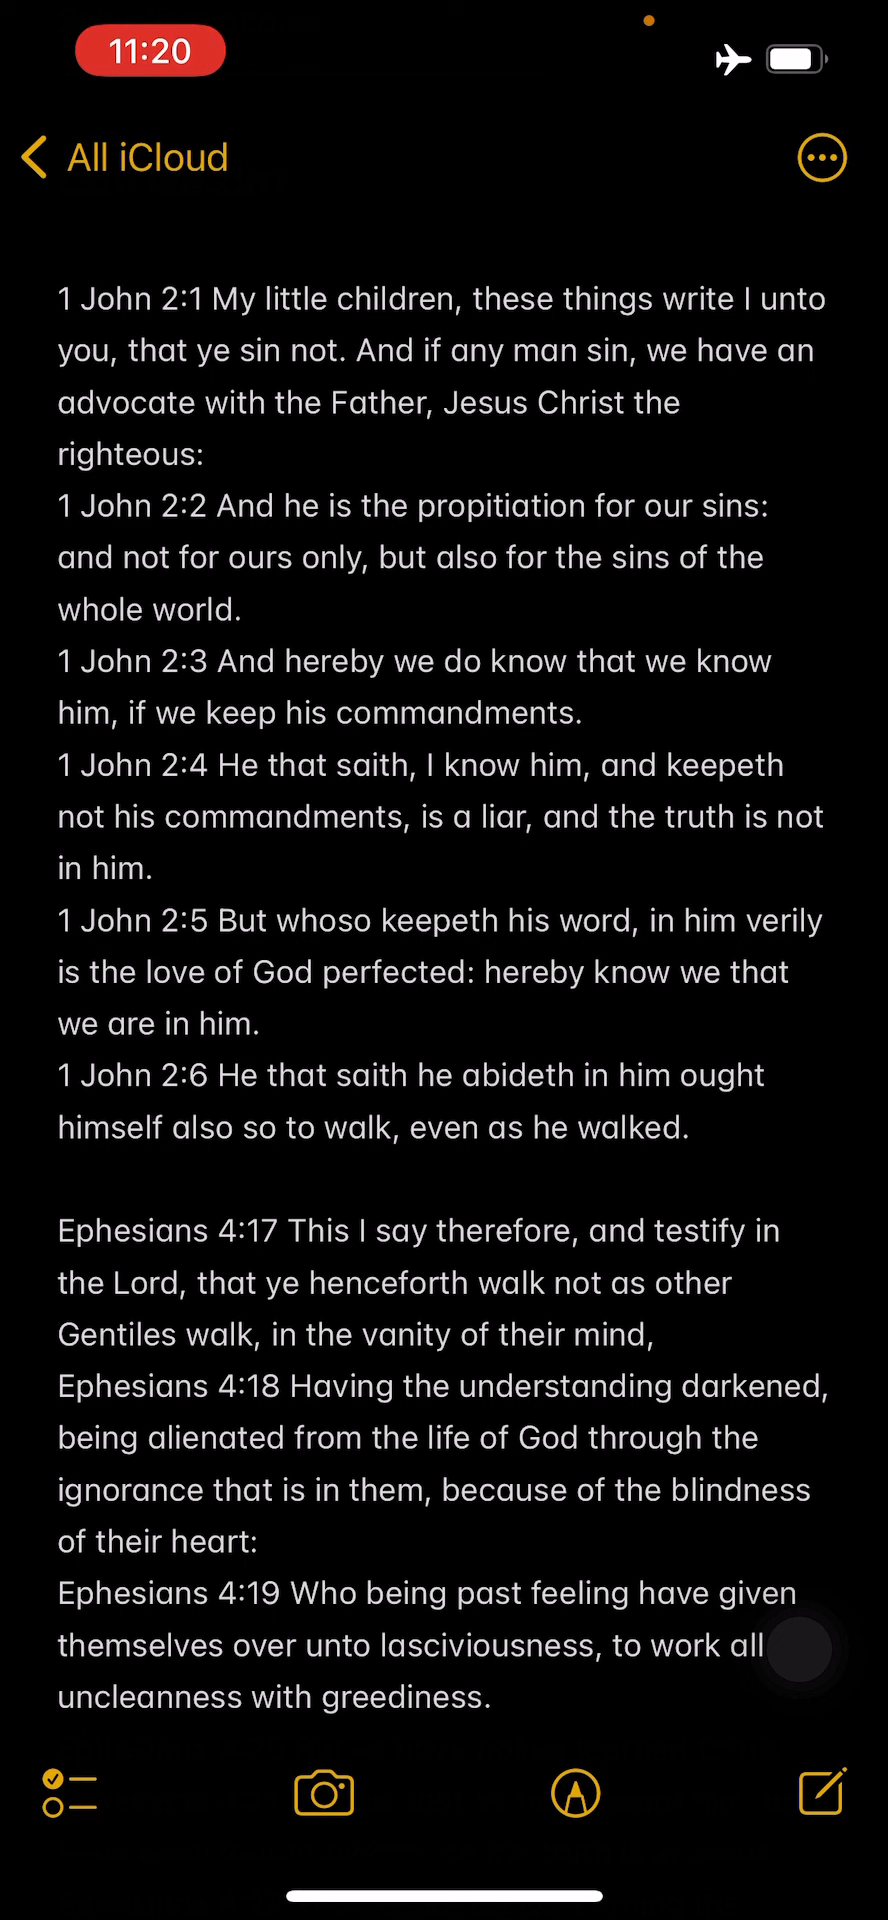 11:20
All iCloud
1 John 2:1 My little children, these things write I unto
you, that ye sin not. And if any man sin, we have an
advocate with the Father, Jesus Christ the
righteous:
1 John 2:2 And he is the propitiation for our sins:
and not for ours only, but also for the sins of the
whole world.
1 John 2:3 And hereby we do know that we know
him, if we keep his commandments.
1 John 2:4 He that saith, I know him, and keepeth
not his commandments, is a liar, and the truth is not
in him.
1 John 2:5 But whoso keepeth his word, in him verily
is the love of God perfected: hereby know we that
we are in him.
1 John 2:6 He that saith he abideth in him ought
himself also so to walk, even as he walked.
Ephesians 4:17 This I say therefore, and testify in
the Lord, that ye henceforth walk not as other
Gentiles walk, in the vanity of their mind,
Ephesians 4:18 Having the understanding darkened,
being alienated from the life of God through the
ignorance that is in them, because of the blindness
of their heart:
Ephesians 4:19 Who being past feeling have given
themselves over unto lasciviousness, to work all
uncleanness with greediness.